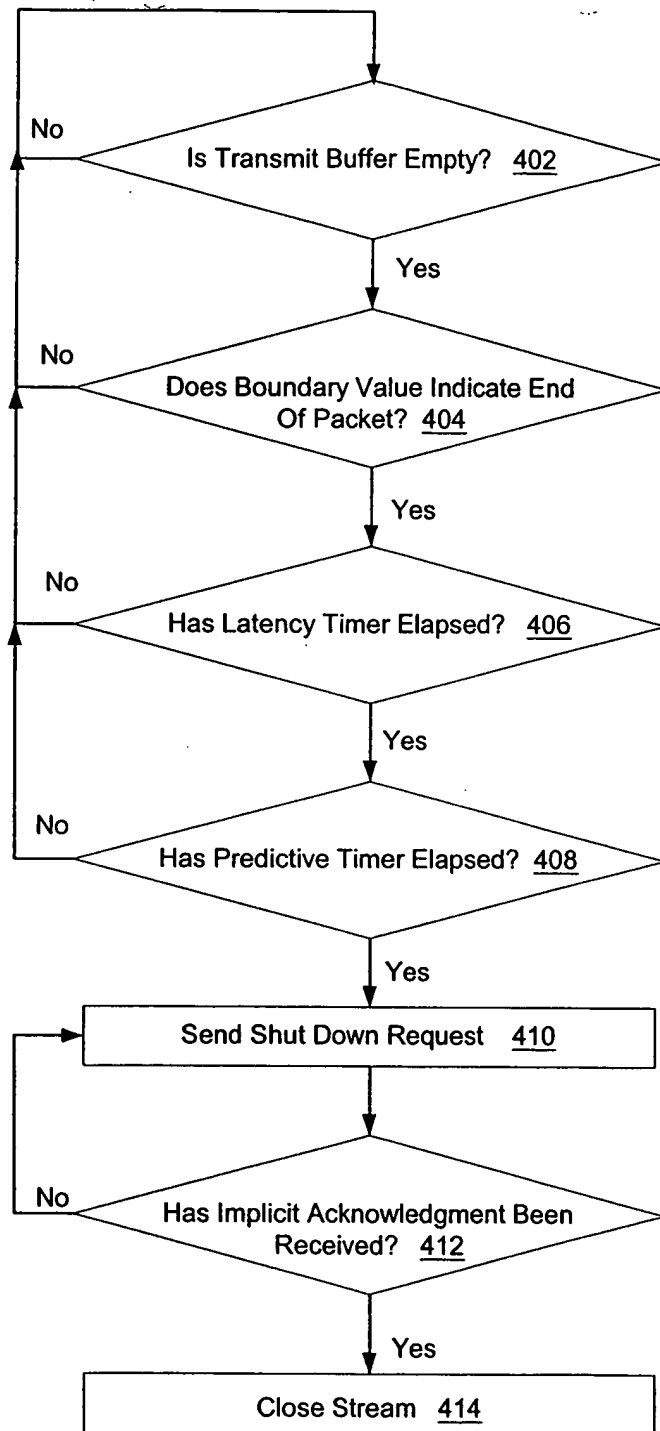 No
Is Transmit Buffer Empty? 402
Yes
No
Does Boundary Value Indicate End
Of Packet? 404
Yes
No
Has Latency Timer Elapsed? 406
Yes
No
Has Predictive Timer Elapsed? 408
Yes
Send Shut Down Request 410
No
Has Implicit Acknowledgment Been
Received? 412
Yes
Close Stream 414